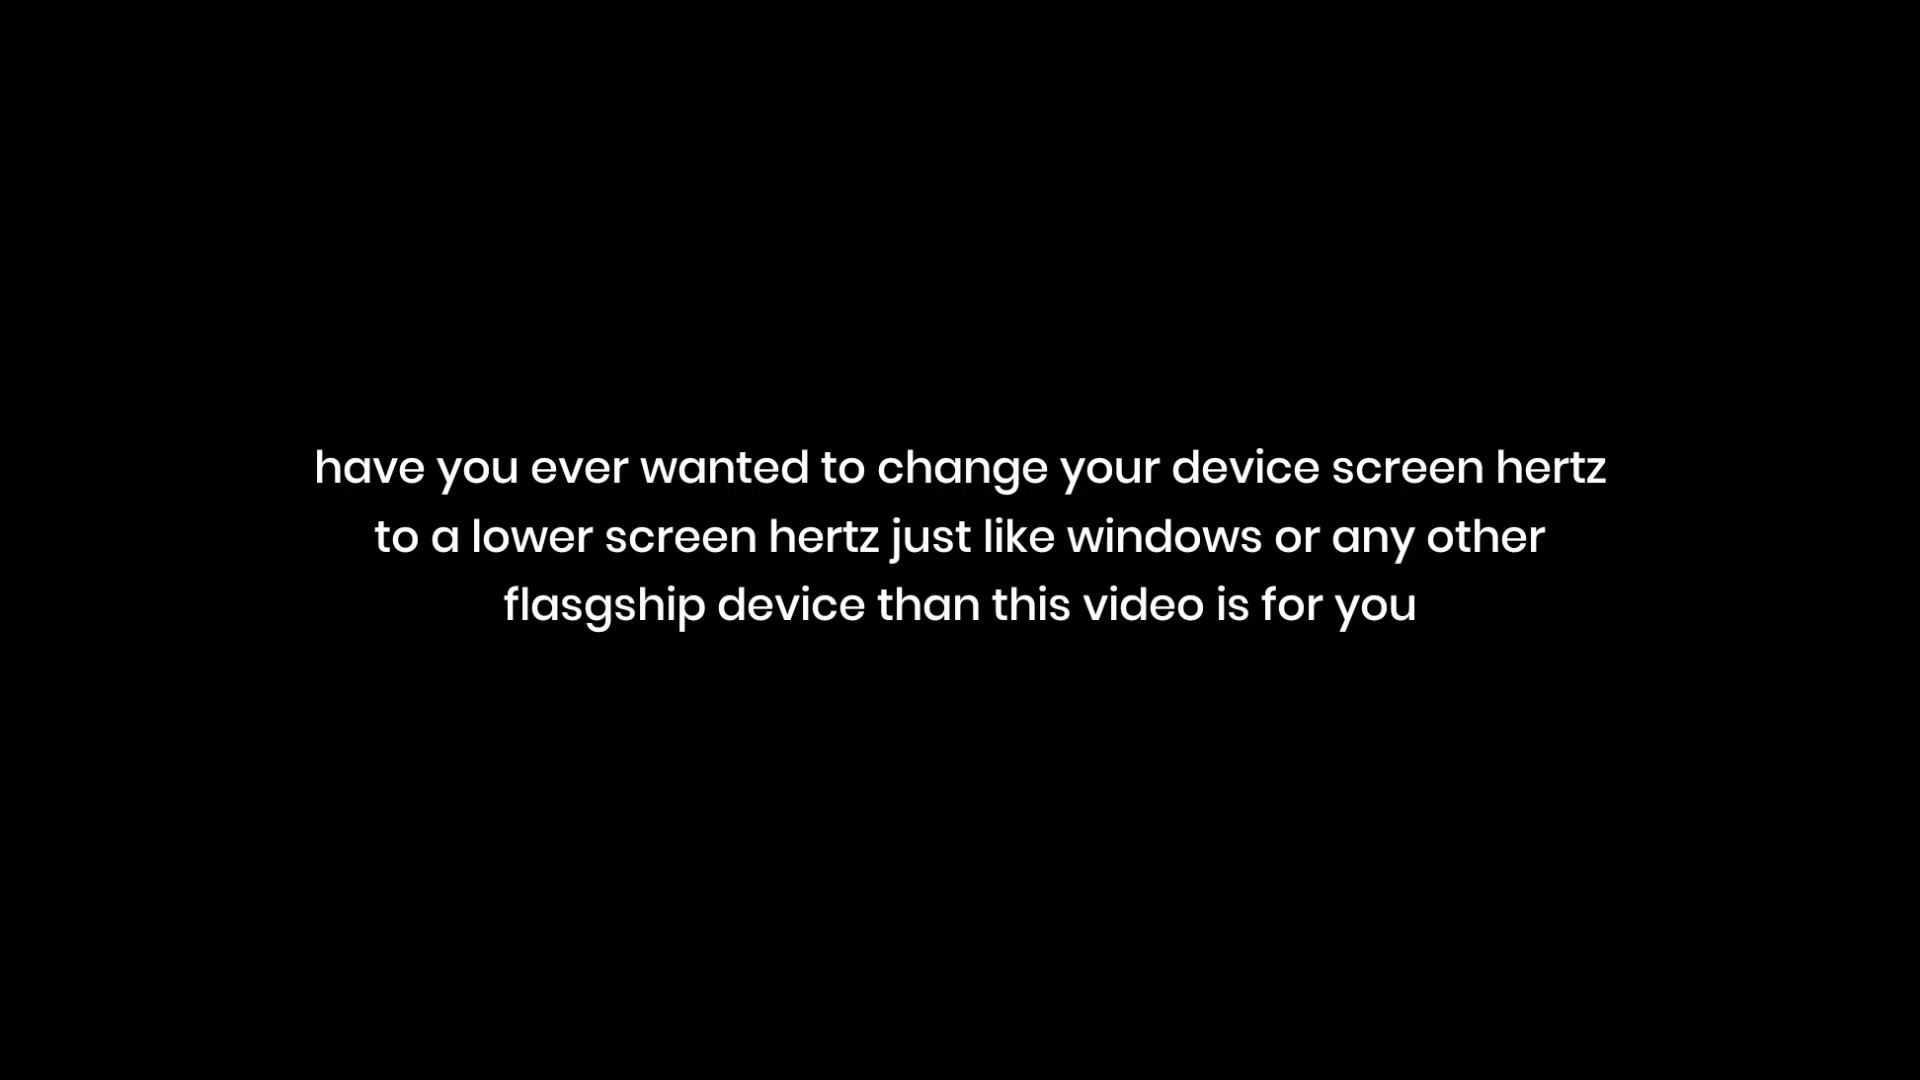 have you ever wanted to change your device screen hertz
to a lower screen hertz just like windows or any other
flasgship device than this video is for you